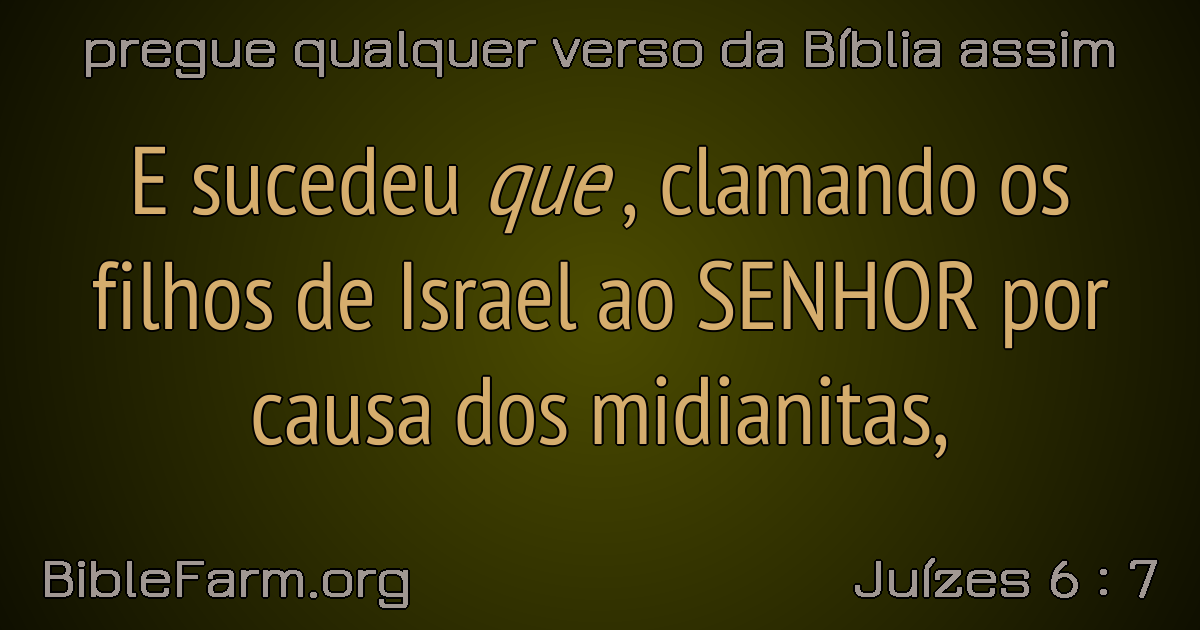 pregue qualquer verso da Bíblia assim
E sucedeu que, clamando os
filhos de Israel ao SENHOR por
causa dos midianitas,
BibleFarm.org
Juízes 6 : 7